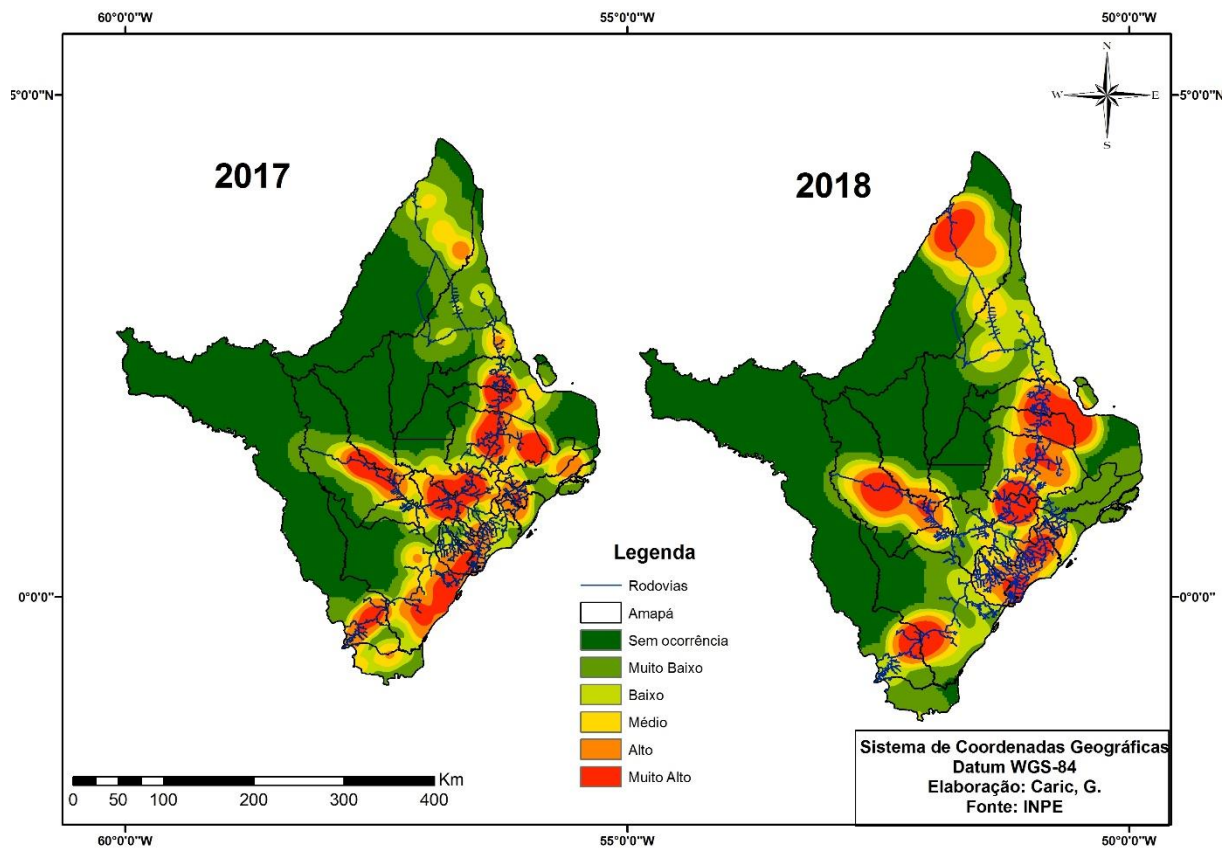 60°0'0"W 55°0'0"W 50°0'0"W
N
W E
S
5°0'0"N 5°0'0"N
2017 2018
Legenda
Rodovias
Amapá
Sem ocorrência
Muito Baixo
Baixo
Médio
Alto
Muito Alto
0°0'0" 0°0'0"
Km
0 50 100 200 300 400
Sistema de Coordenadas Geográficas
Datum WGS-84
Elaboração: Caric, G.
Fonte: INPE
60°0'0"W 55°0'0"W 50°0'0"W